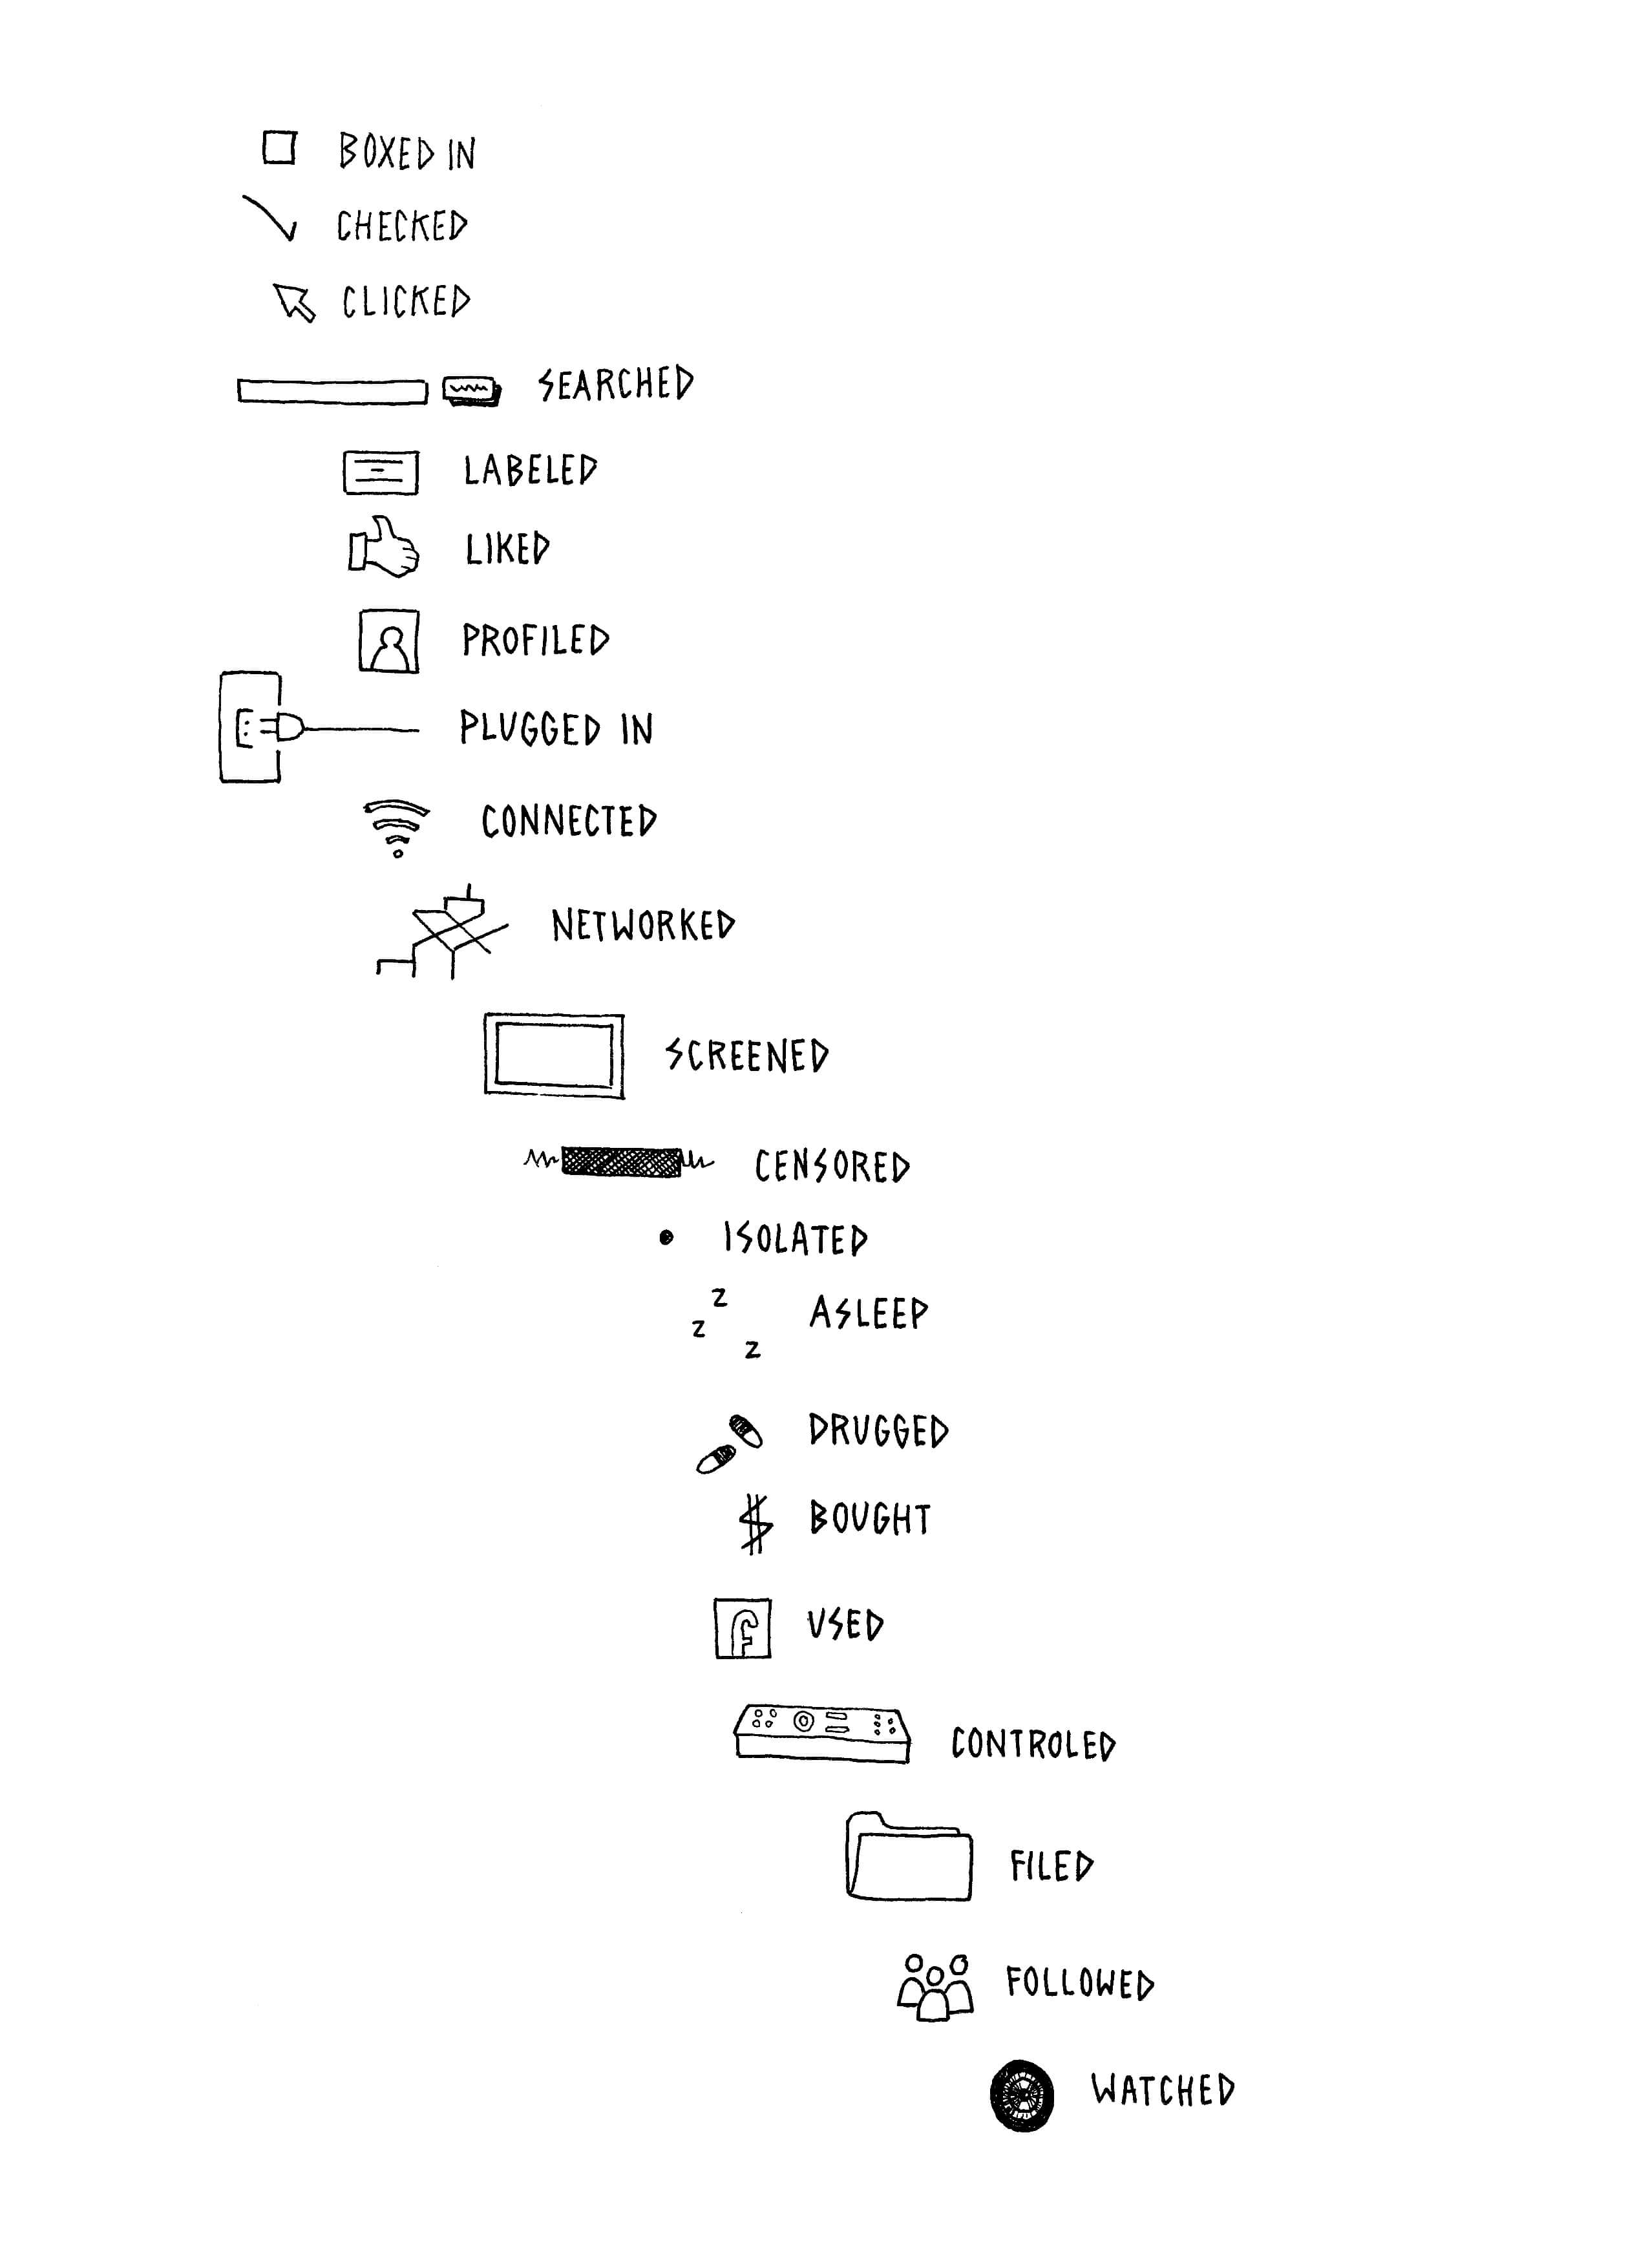 BOXED IN
CHECKED
CLICKED
SEARCHED
LABELED
LIKED
PROFILED
PLUGGED IN
CONNECTED
NETWORKED
SCREENED
CENSORED
ISOLATED
z
z
z
ASLEEP
DRUGGED
$ BOUGHT
f USED
CONTROLED
FILED
FOLLOWED
WATCHED